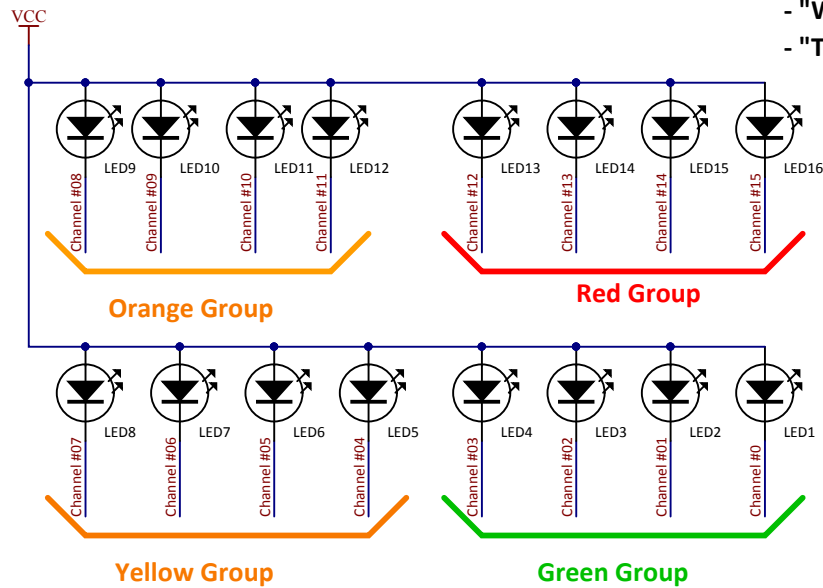 VCC
- "W
- "T
LED9
LED10
LED11
LED12
LED13
LED14
LED15
LED16
Channel #08
Channel #09
Channel #10
Channel #11
Channel #12
Channel #13
Channel #14
Channel #15
Orange Group
Red Group
LED8
LED7
LED6
LED5
LED4
LED3
LED2
LED1
Channel #07
Channel #06
Channel #05
Channel #04
Channel #03
Channel #02
Channel #01
Channel #0
Yellow Group
Green Group